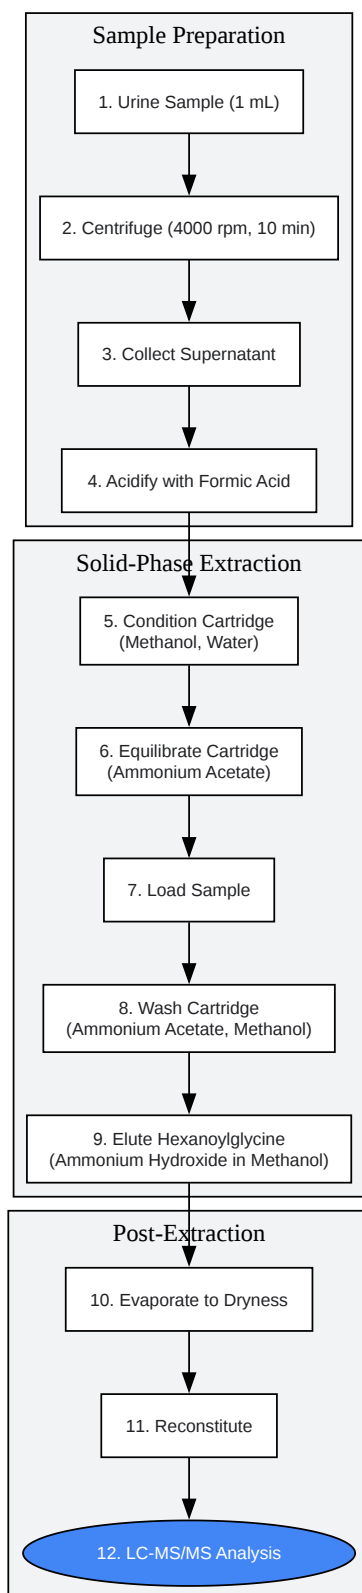 Sample Preparation
1. Urine Sample (1 mL)
2. Centrifuge (4000 rpm, 10 min)
3. Collect Supernatant
4. Acidify with Formic Acid
Solid-Phase Extraction
5. Condition Cartridge
(Methanol, Water)
6. Equilibrate Cartridge
(Ammonium Acetate)
7. Load Sample
8. Wash Cartridge
(Ammonium Acetate, Methanol)
9. Elute Hexanoylglycine
(Ammonium Hydroxide in Methanol)
Post-Extraction
10. Evaporate to Dryness
11. Reconstitute
12. LC-MS/MS Analysis